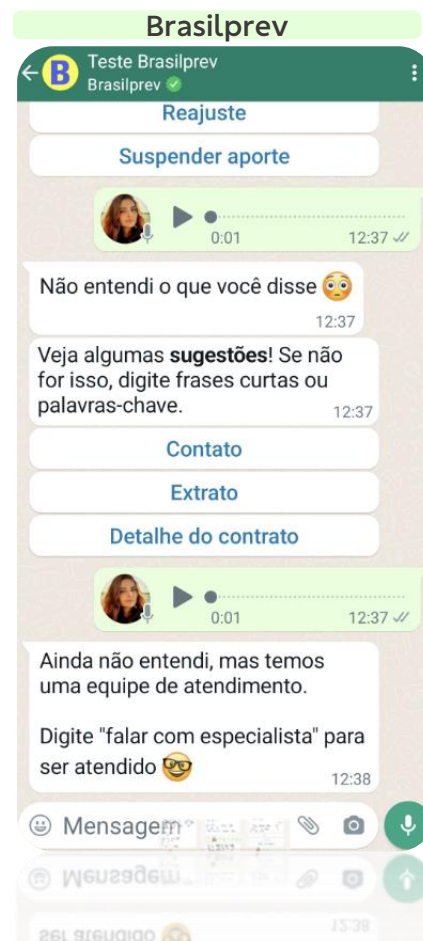 Brasilprev
Teste Brasilprev
Brasilprev
Reajuste
Suspender aporte
0:01 12:37
Não entendi o que você disse
12:37
Veja algumas sugestões! Se não
for isso, digite frases curtas ou
palavras-chave.
12:37
Contato
Extrato
Detalhe do contrato
0:01 12:37
Ainda não entendi, mas temos
uma equipe de atendimento.
Digite "falar com especialista" para
ser atendido
12:38
Mensagem